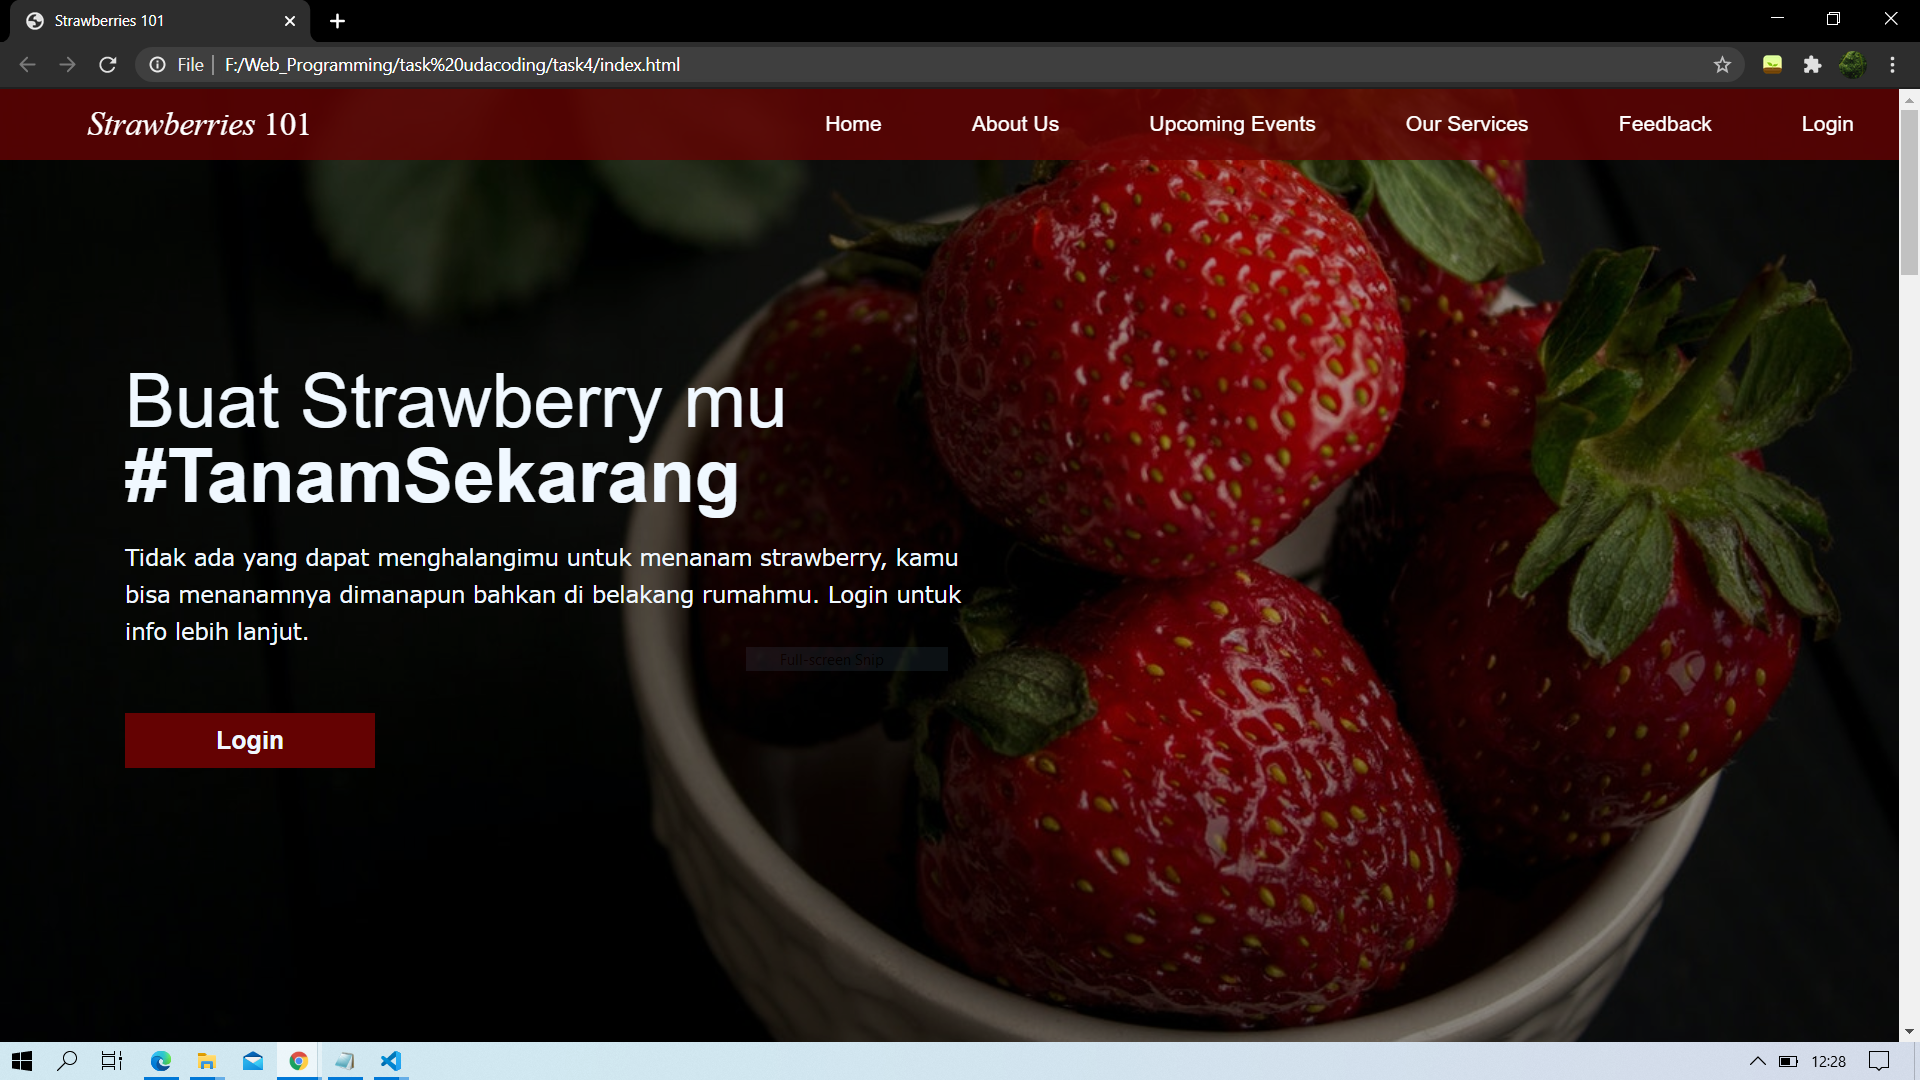 Strawberries 101
File
F:/Web_Programming/task%20udacoding/task4/index.html
Strawberries 101
Home
About Us
Upcoming Events
Our Services
Feedback
Login
Buat Strawberry mu
#TanamSekarang
Tidak ada yang dapat menghalangimu untuk menanam strawberry, kamu
bisa menanamnya dimanapun bahkan di belakang rumahmu. Login untuk
info lebih lanjut.
Full-screen Snip
Login
12:28